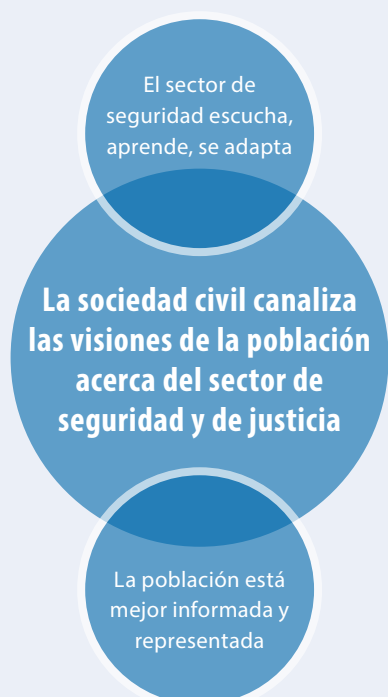 El sector de
seguridad escucha,
aprende, se adapta
La sociedad civil canaliza
las visiones de la población
acerca del sector de
seguridad y de justicia
La población está
mejor informada y
representada